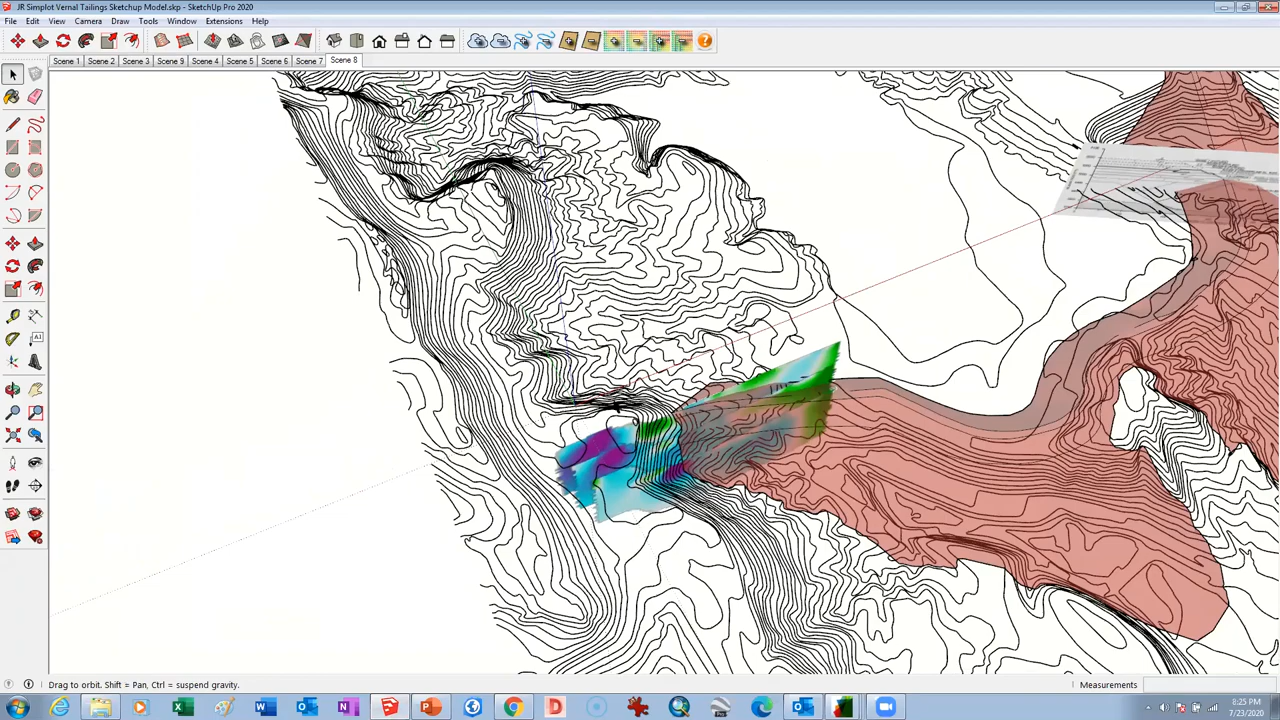 JR Simplot Vernal Tailings Sketchup Model.skp - SketchUp Pro 2020
File Edit View Camera Draw Tools Window Extensions Help
Scene 1 Scene 2 Scene 3 Scene 9 Scene 4 Scene 5 Scene 6 Scene 7 Scene 8
Drag to orbit. Shift = Pan, Ctrl = suspend gravity.
Measurements
8:25 PM
7/23/2020